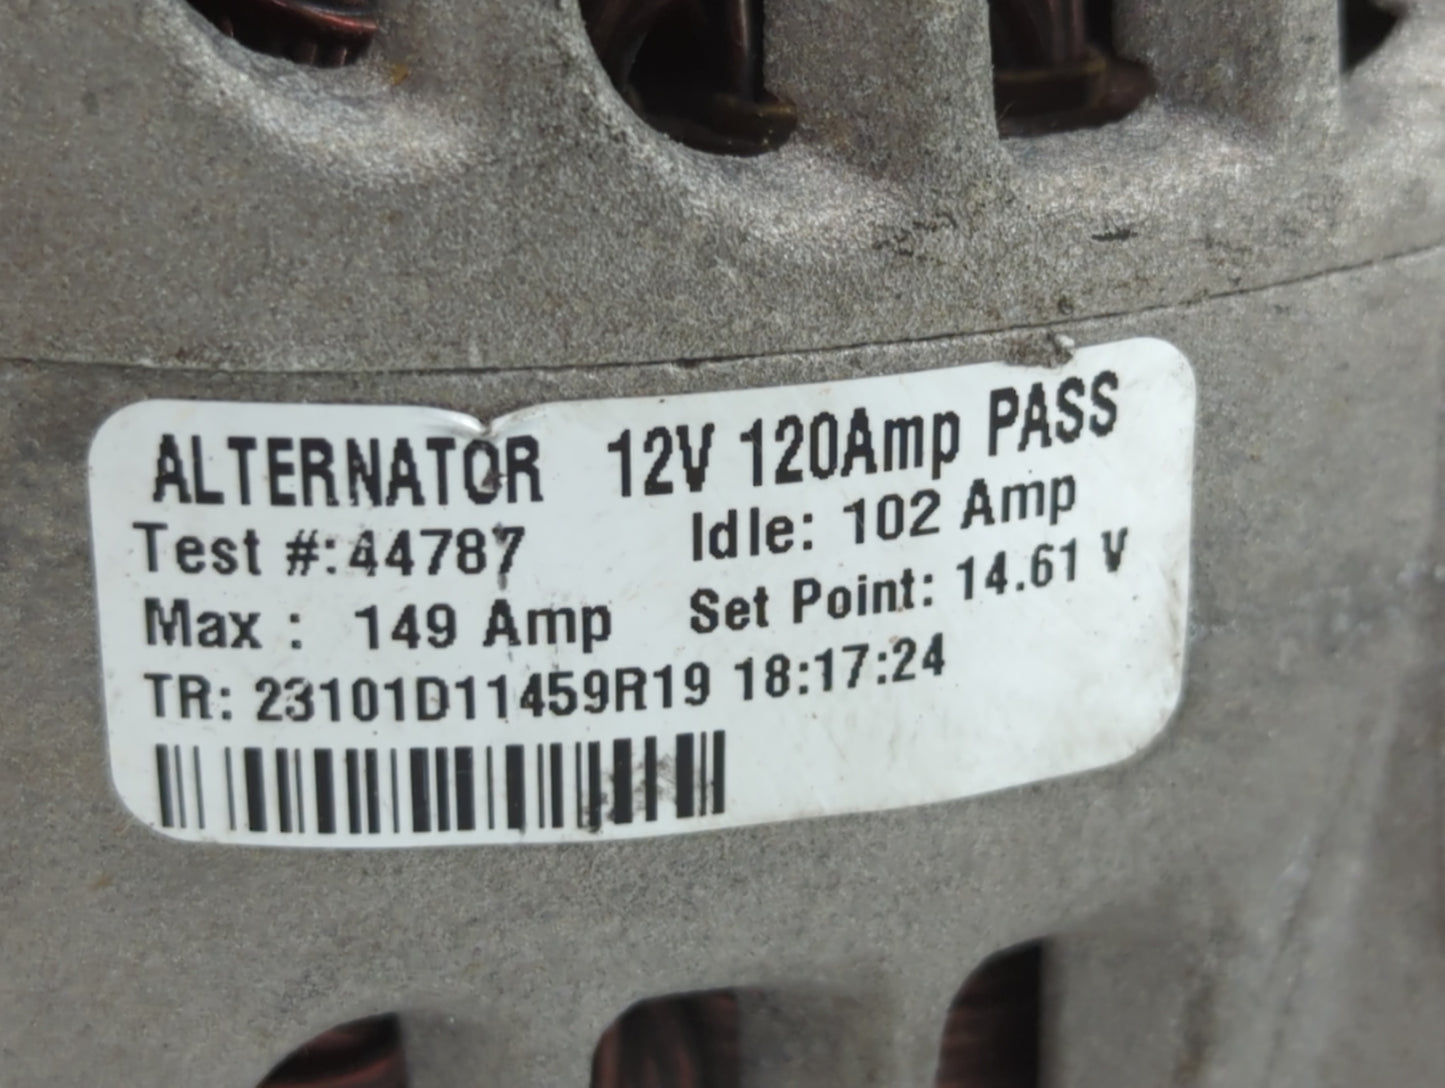 ALTERNATOR 12V 120Amp PASS
Test #:44787 Idle: 102 Amp
Max : 149 Amp Set Point: 14.61 V
TR: 23101D11459R19 18:17:24